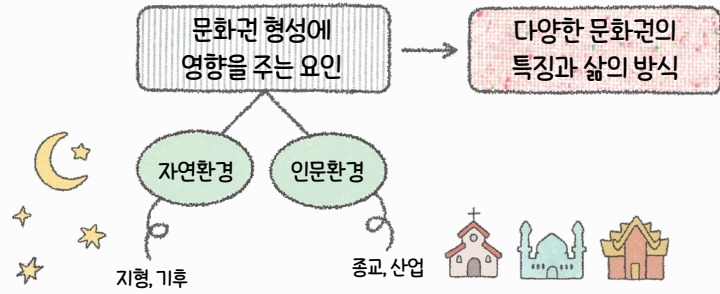 문화권 형성에
영향을 주는 요인
다양한 문화권의
특징과 삶의 방식
자연환경
인문환경
지형, 기후
종교, 산업